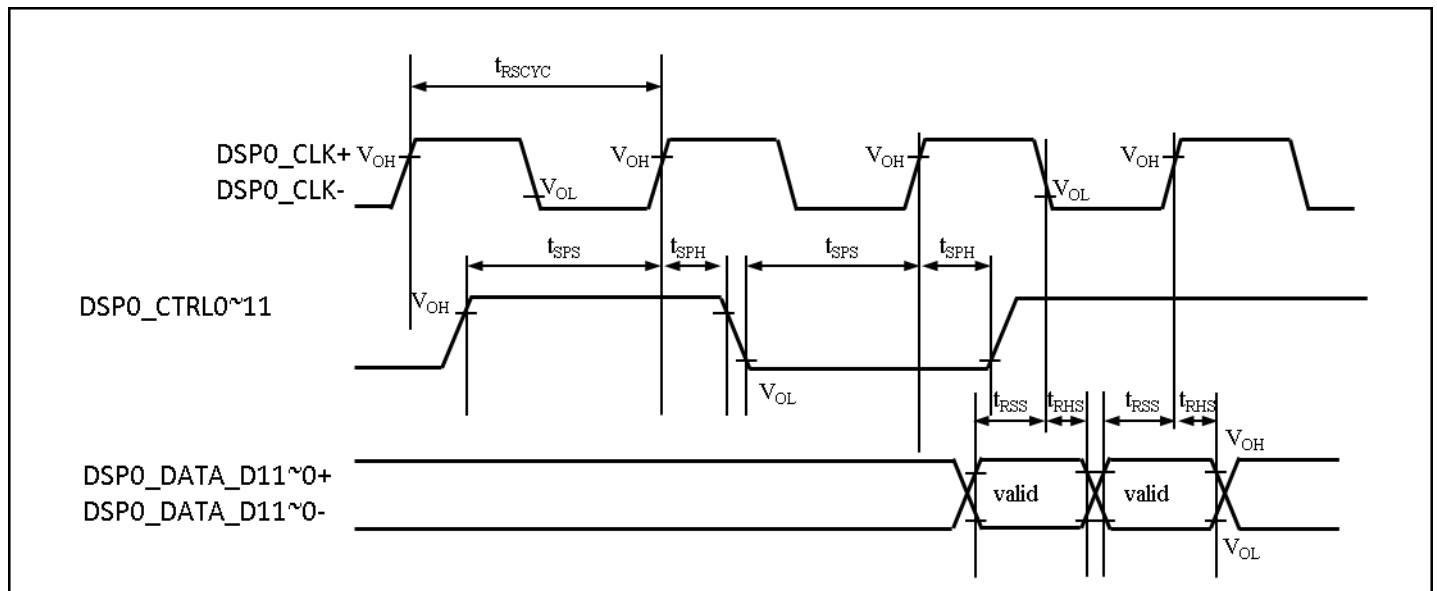 tRSCYC
DSP0_CLK+ VOH VOH VOH VOH
DSP0_CLK- VOL VOL
tSPS tSPH tSPS tSPH
DSP0_CTRL0~11 VOH
VOL
tRSS tRHS tRSS tRHS
VOH
DSP0_DATA_D11~0+
valid valid
DSP0_DATA_D11~0-
VOL